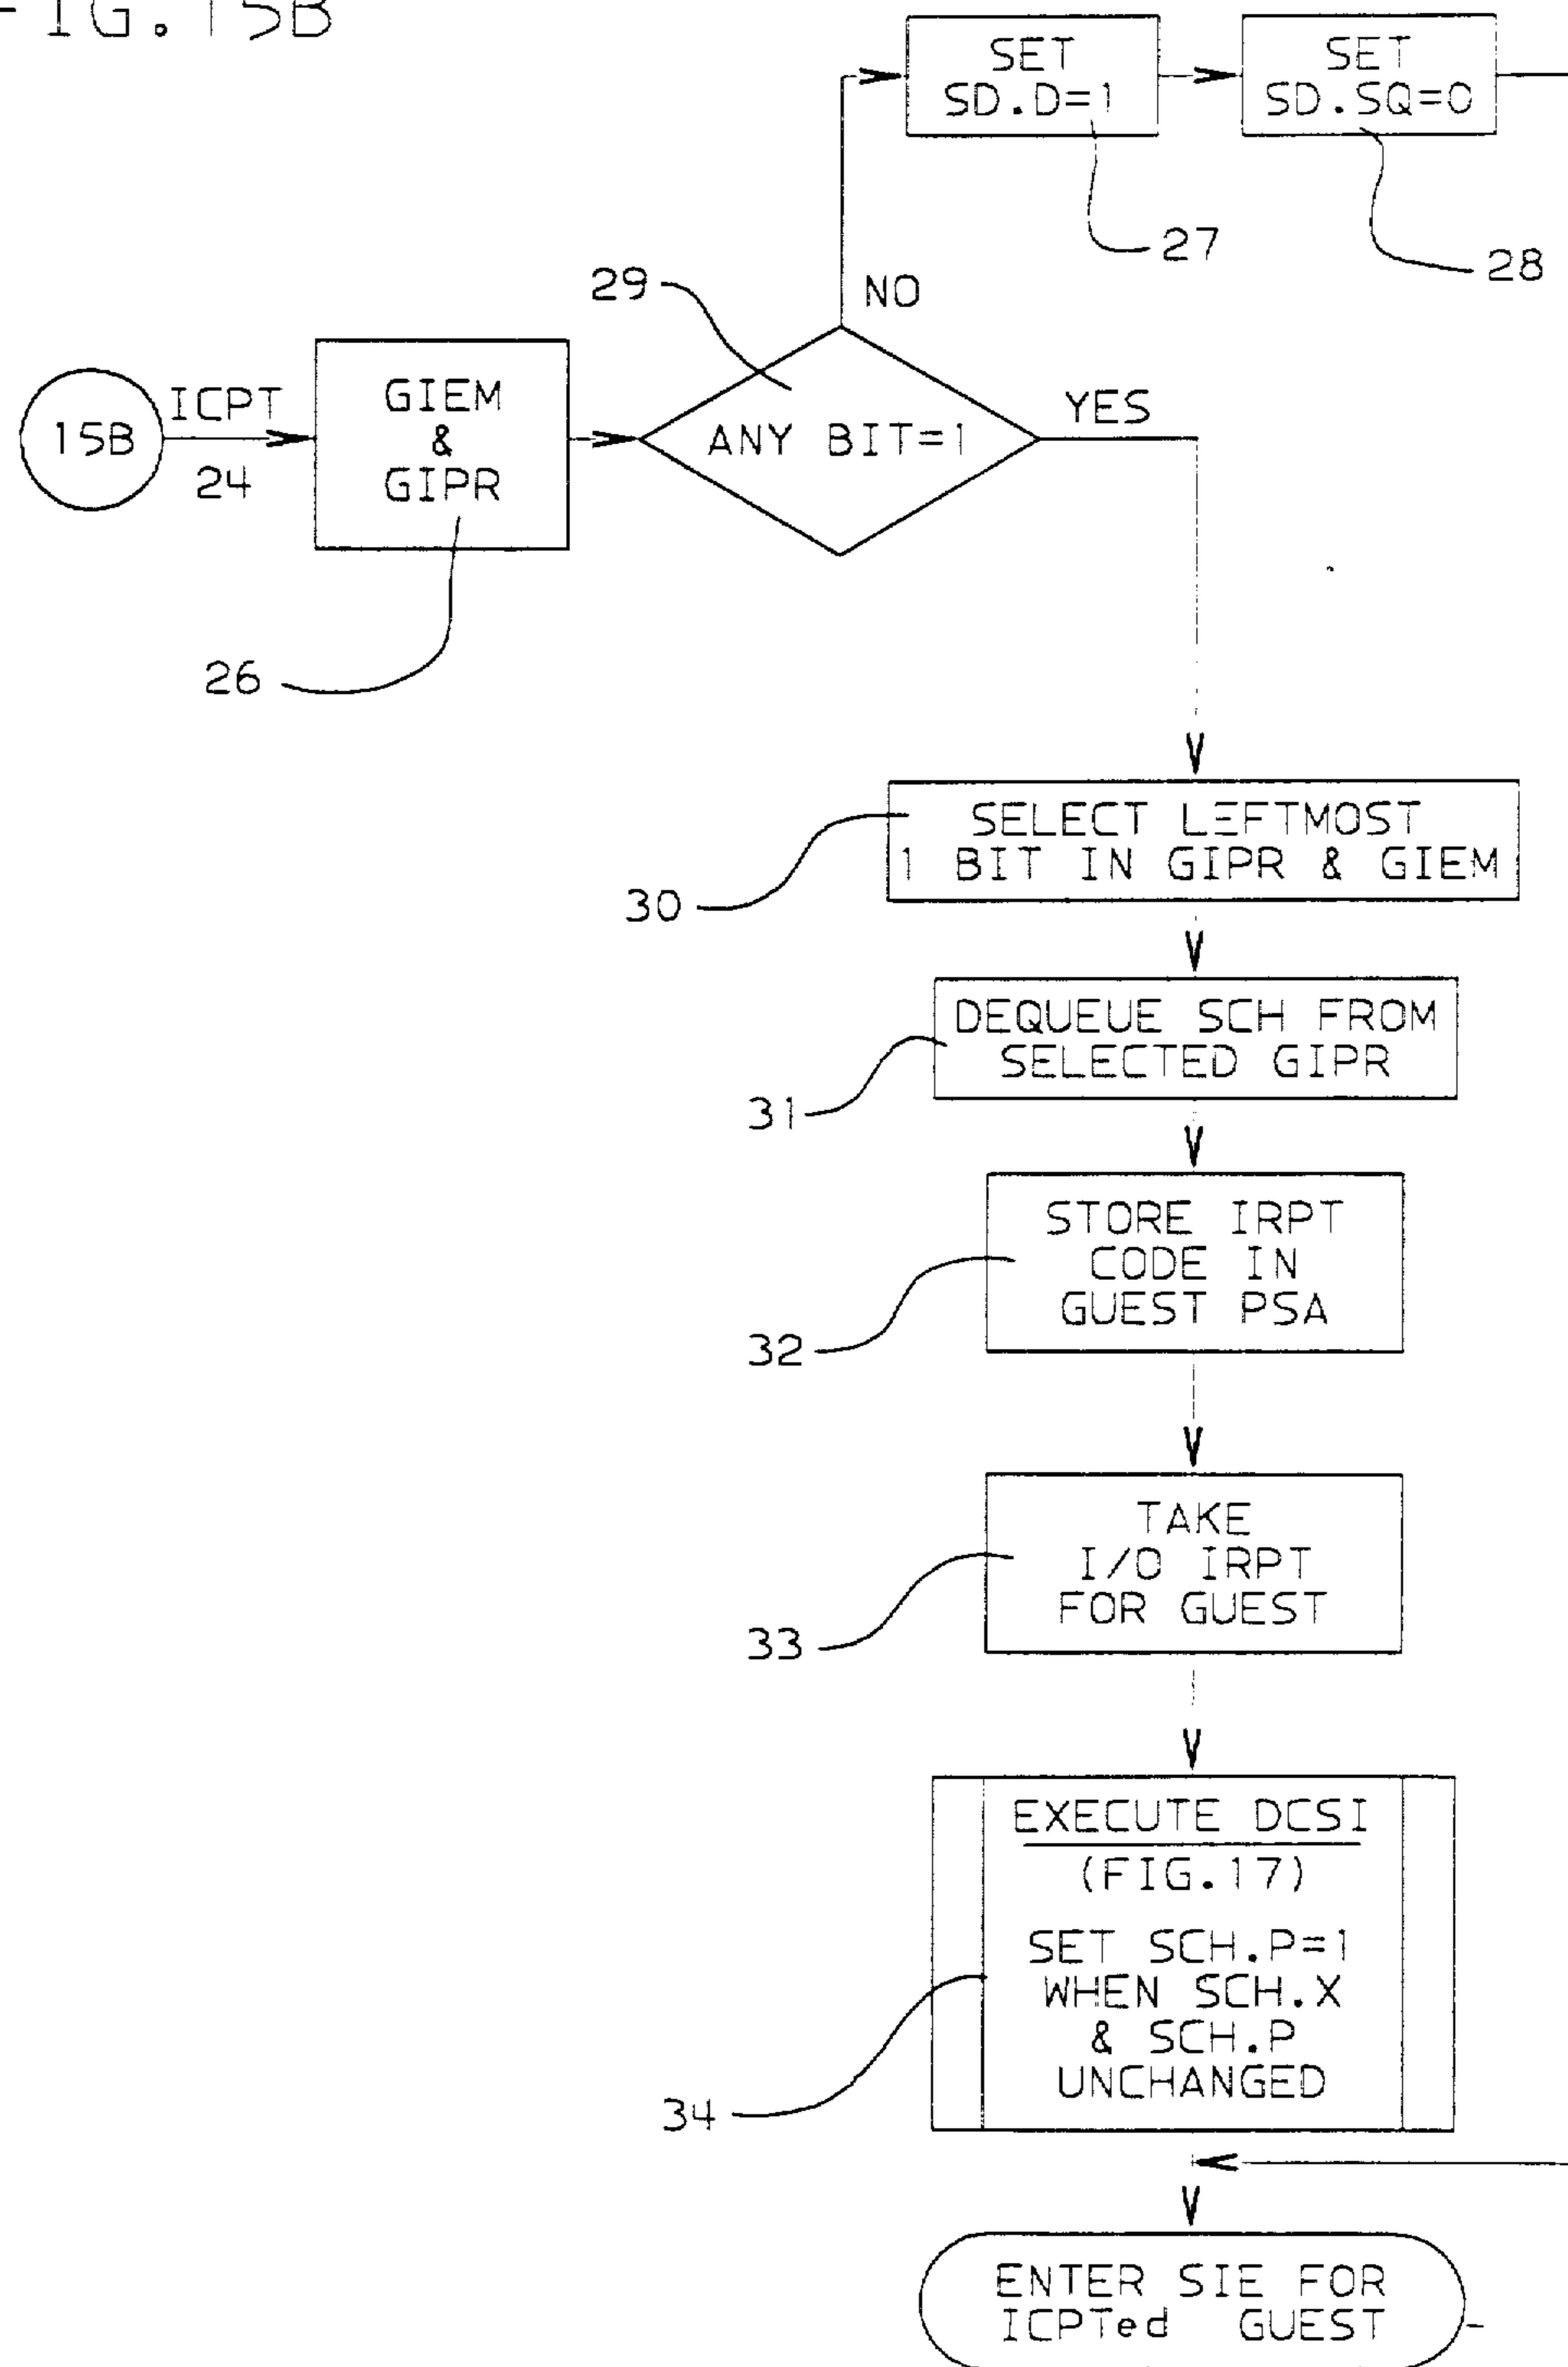 FIG.15B
SET
SD.D=1
SET
SD.SQ=0
27
28
29
NO
15B
ICPT
24
GIEM
&
GIPR
ANY BIT=1
YES
26
SELECT LEFTMOST
1 BIT IN GIPR & GIEM
30
DEQUEUE SCH FROM
SELECTED GIPR
31
STORE IRPT
CODE IN
GUEST PSA
32
TAKE
I/O IRPT
FOR GUEST
33
EXECUTE DCSI
(FIG.17)
SET SCH.P=1
WHEN SCH.X
& SCH.P
UNCHANGED
34
ENTER SIE FOR
ICPTed GUEST